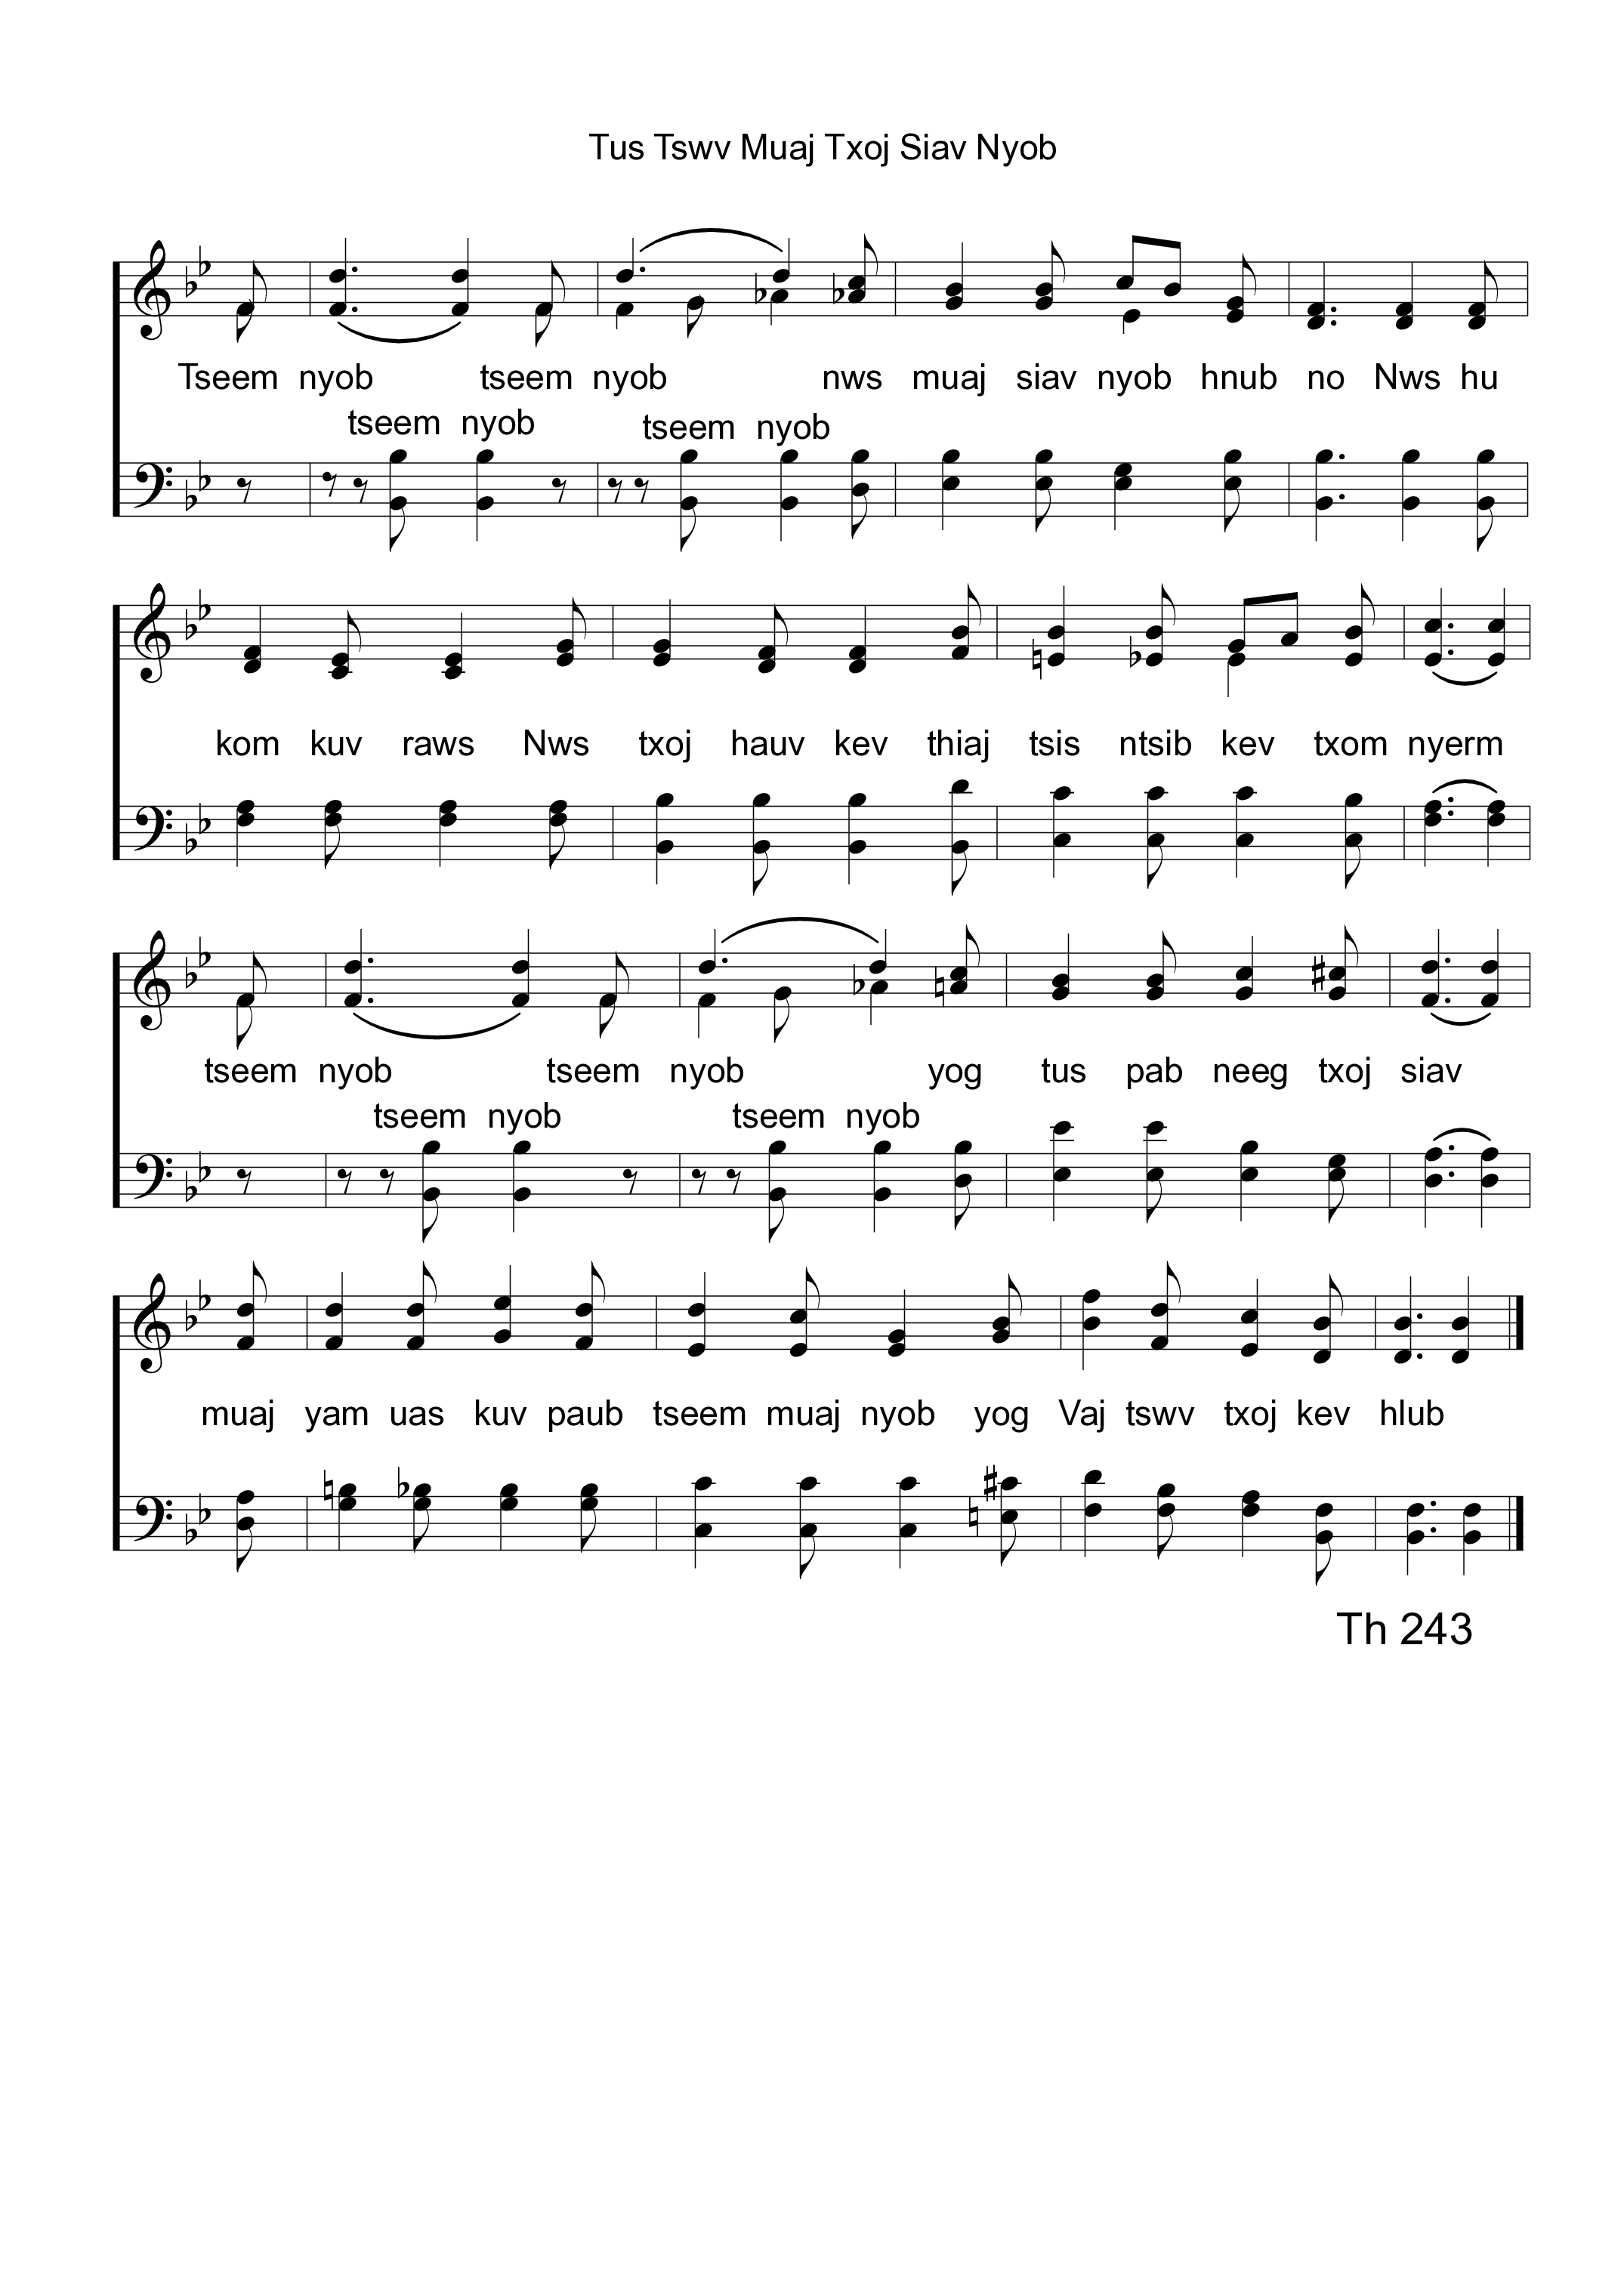 Tus Tswv Muaj Txoj Siav Nyob
Tseem nyob tseem nyob nws muaj siav nyob hnub no Nws hu
tseem nyob tseem nyob
kom kuv raws Nws txoj hauv kev thiaj tsis ntsib kev txom nyerm
tseem nyob tseem nyob yog tus pab neeg txoj siav
tseem nyob tseem nyob
muaj yam uas kuv paub tseem muaj nyob yog Vaj tswv txoj kev hlub
Th 243